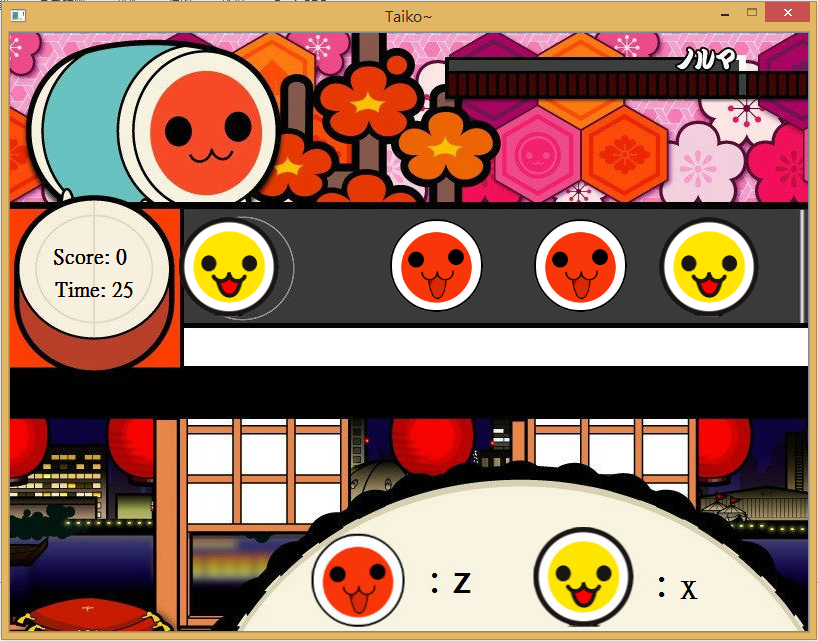 Taiko~
ノルマ
Score: 0
Time: 25
: z
: x